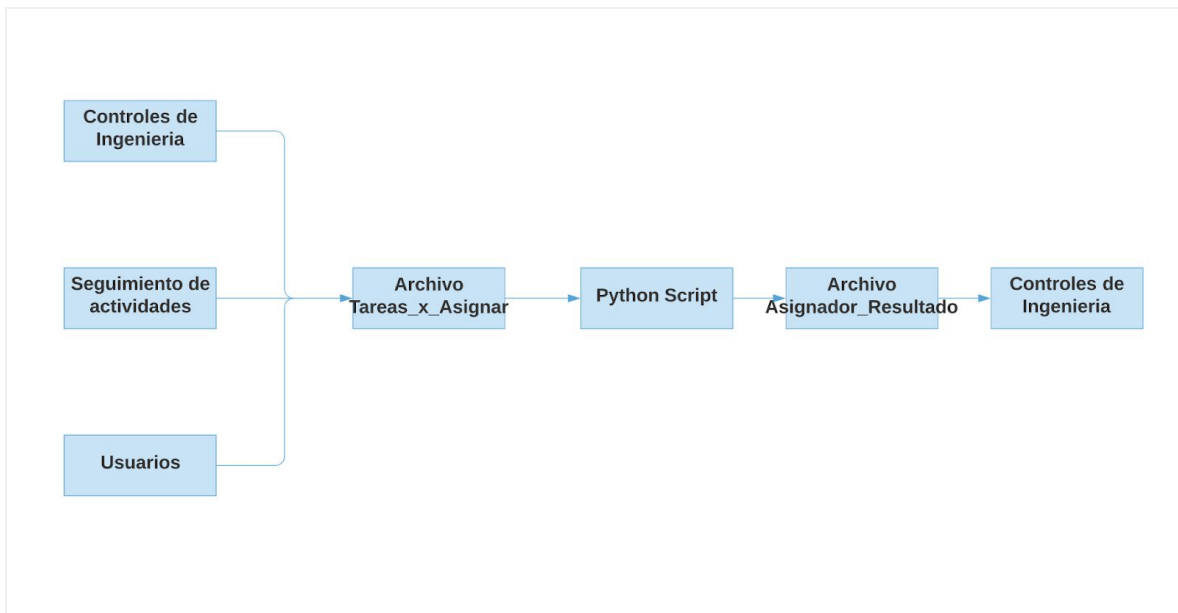 Controles de
Ingenieria
Seguimiento de
actividades
Usuarios
Archivo
Tareas_x_Asignar
Python Script
Archivo
Asignador_Resultado
Controles de
Ingenieria